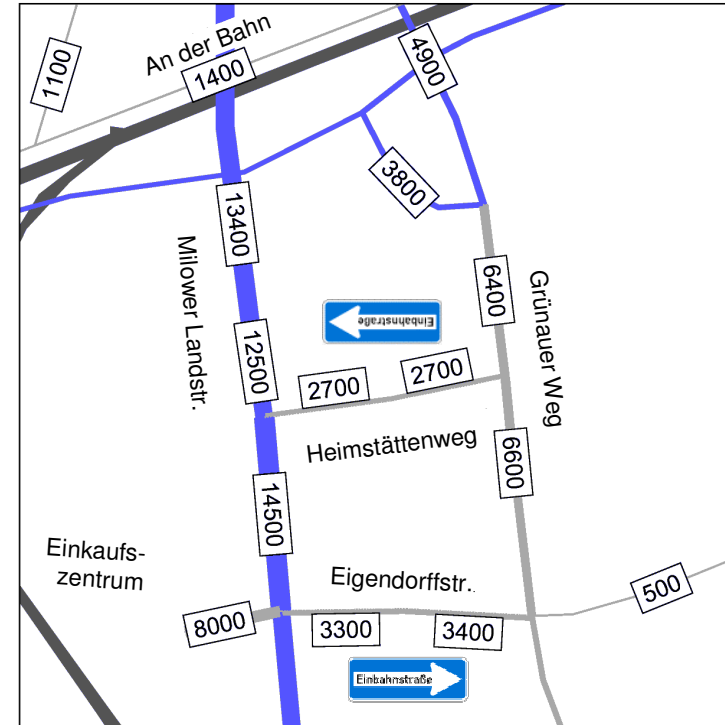 An der Bahn
1100
1400
4900
3800
13400
Milower Landstr.
6400
Grünauer Weg
Einbahnstraße
12500
2700
2700
Heimstättenweg
6600
14500
Einkaufs-
zentrum
Eigendorffstr.
500
8000
3300
3400
Einbahnstraße